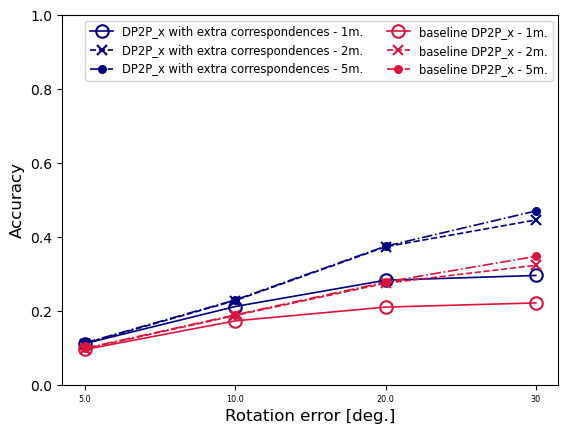 1.0
0.8
0.6
0.4
0.2
0.0
Accuracy
DP2P_x with extra correspondences - 1m.
DP2P_x with extra correspondences - 2m.
DP2P_x with extra correspondences - 5m.
baseline DP2P_x - 1m.
baseline DP2P_x - 2m.
baseline DP2P_x - 5m.
5.0 10.0 20.0 30
Rotation error [deg.]